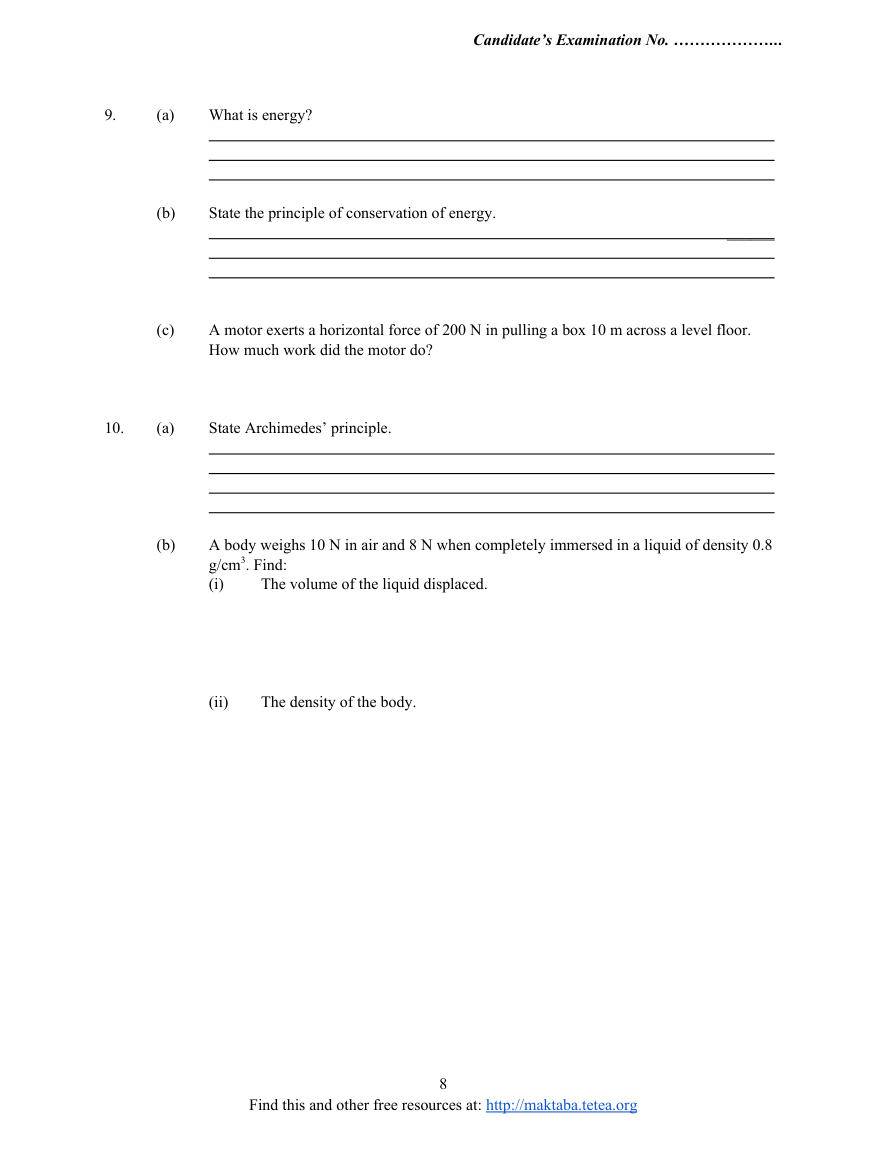 Candidate’s Examination No. ………………...
9. (a) What is energy?
(b) State the principle of conservation of energy.
(c) A motor exerts a horizontal force of 200 N in pulling a box 10 m across a level floor.
How much work did the motor do?
10. (a) State Archimedes’ principle.
(b) A body weighs 10 N in air and 8 N when completely immersed in a liquid of density 0.8
g/cm³. Find:
(i) The volume of the liquid displaced.
(ii) The density of the body.
8
Find this and other free resources at: http://maktaba.tetea.org